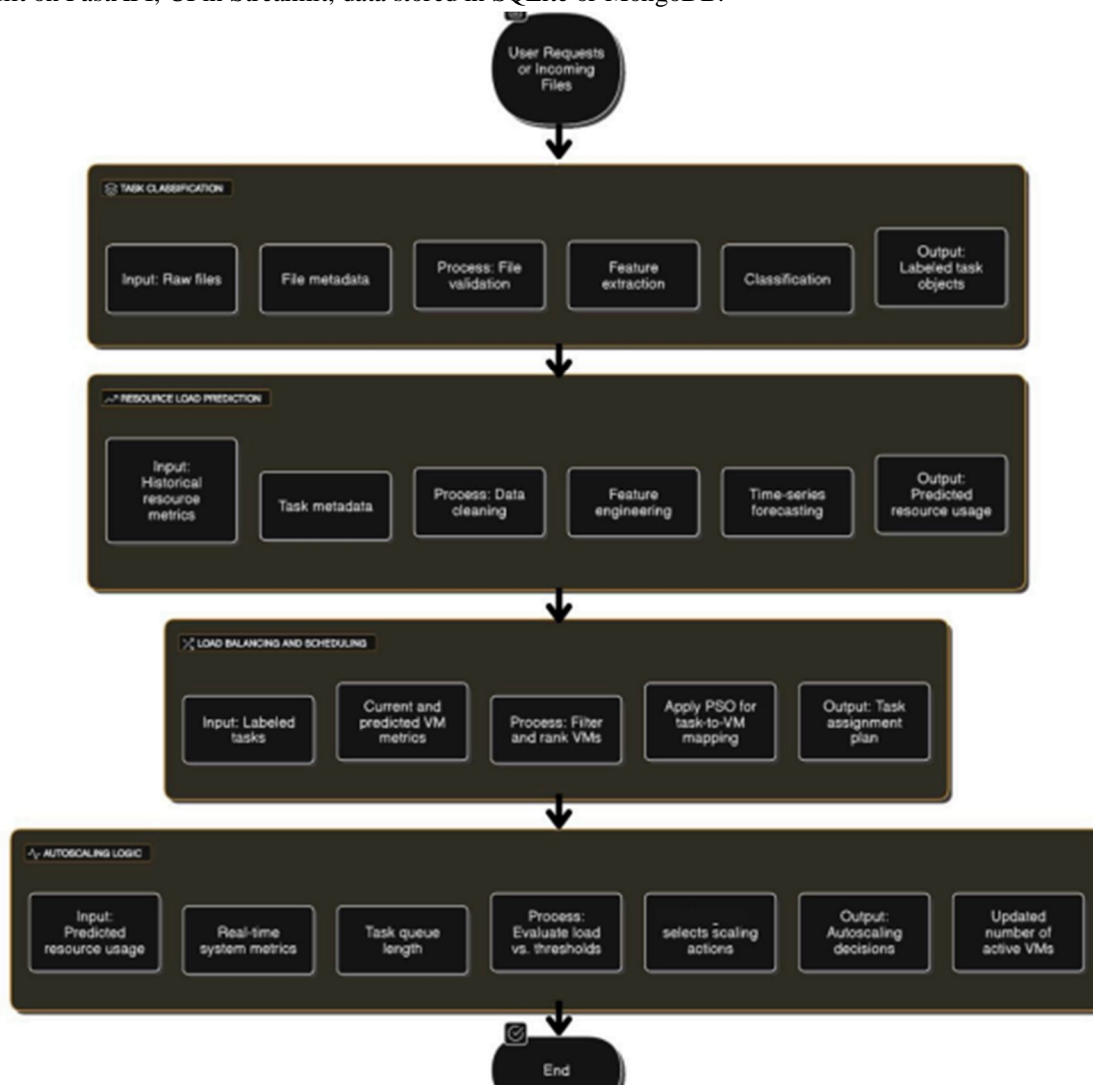 on FastAPI, UI in Streamlit, data stored in SQLite or MongoDB.
User Requests
or Incoming
Files
TASK CLASSIFICATION
Input: Raw files
File metadata
Process: File
validation
Feature
extraction
Classification
Output:
Labeled task
objects
RESOURCE LOAD PREDICTION
Input:
Historical
resource
metrics
Task metadata
Process: Data
cleaning
Feature
engineering
Time-series
forecasting
Output:
Predicted
resource usage
LOAD BALANCING AND SCHEDULING
Input: Labeled
tasks
Current and
predicted VM
metrics
Process: Filter
and rank VMs
Apply PSO for
task-to-VM
mapping
Output: Task
assignment
plan
AUTOSCALING LOGIC
Input:
Predicted
resource usage
Real-time
system metrics
Task queue
length
Process:
Evaluate load
vs. thresholds
selects scaling
actions
Output:
Autoscaling
decisions
Updated
number of
active VMs
End